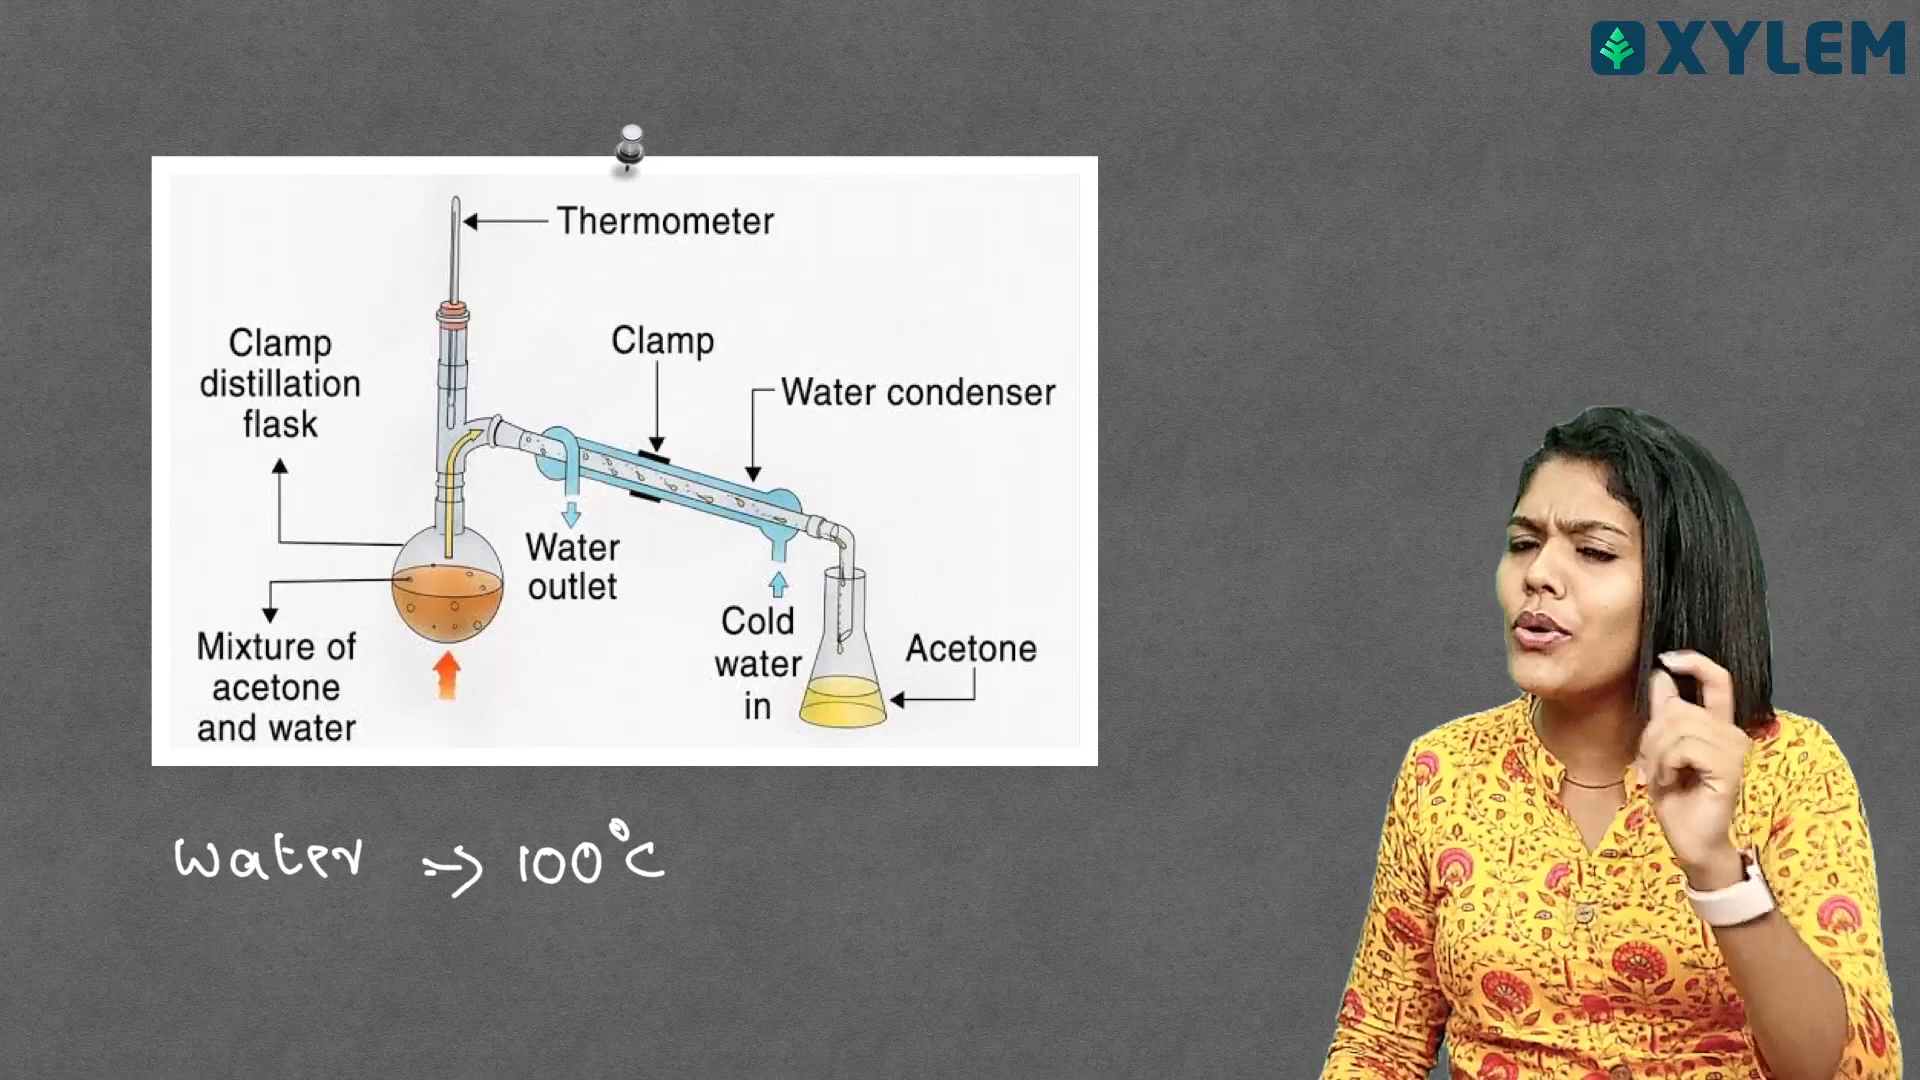 XYLEM
Thermometer
Clamp
distillation
flask
Clamp
Water condenser
Water
outlet
Cold
water
in
Acetone
Mixture of
acetone
and water
Water => 100°C